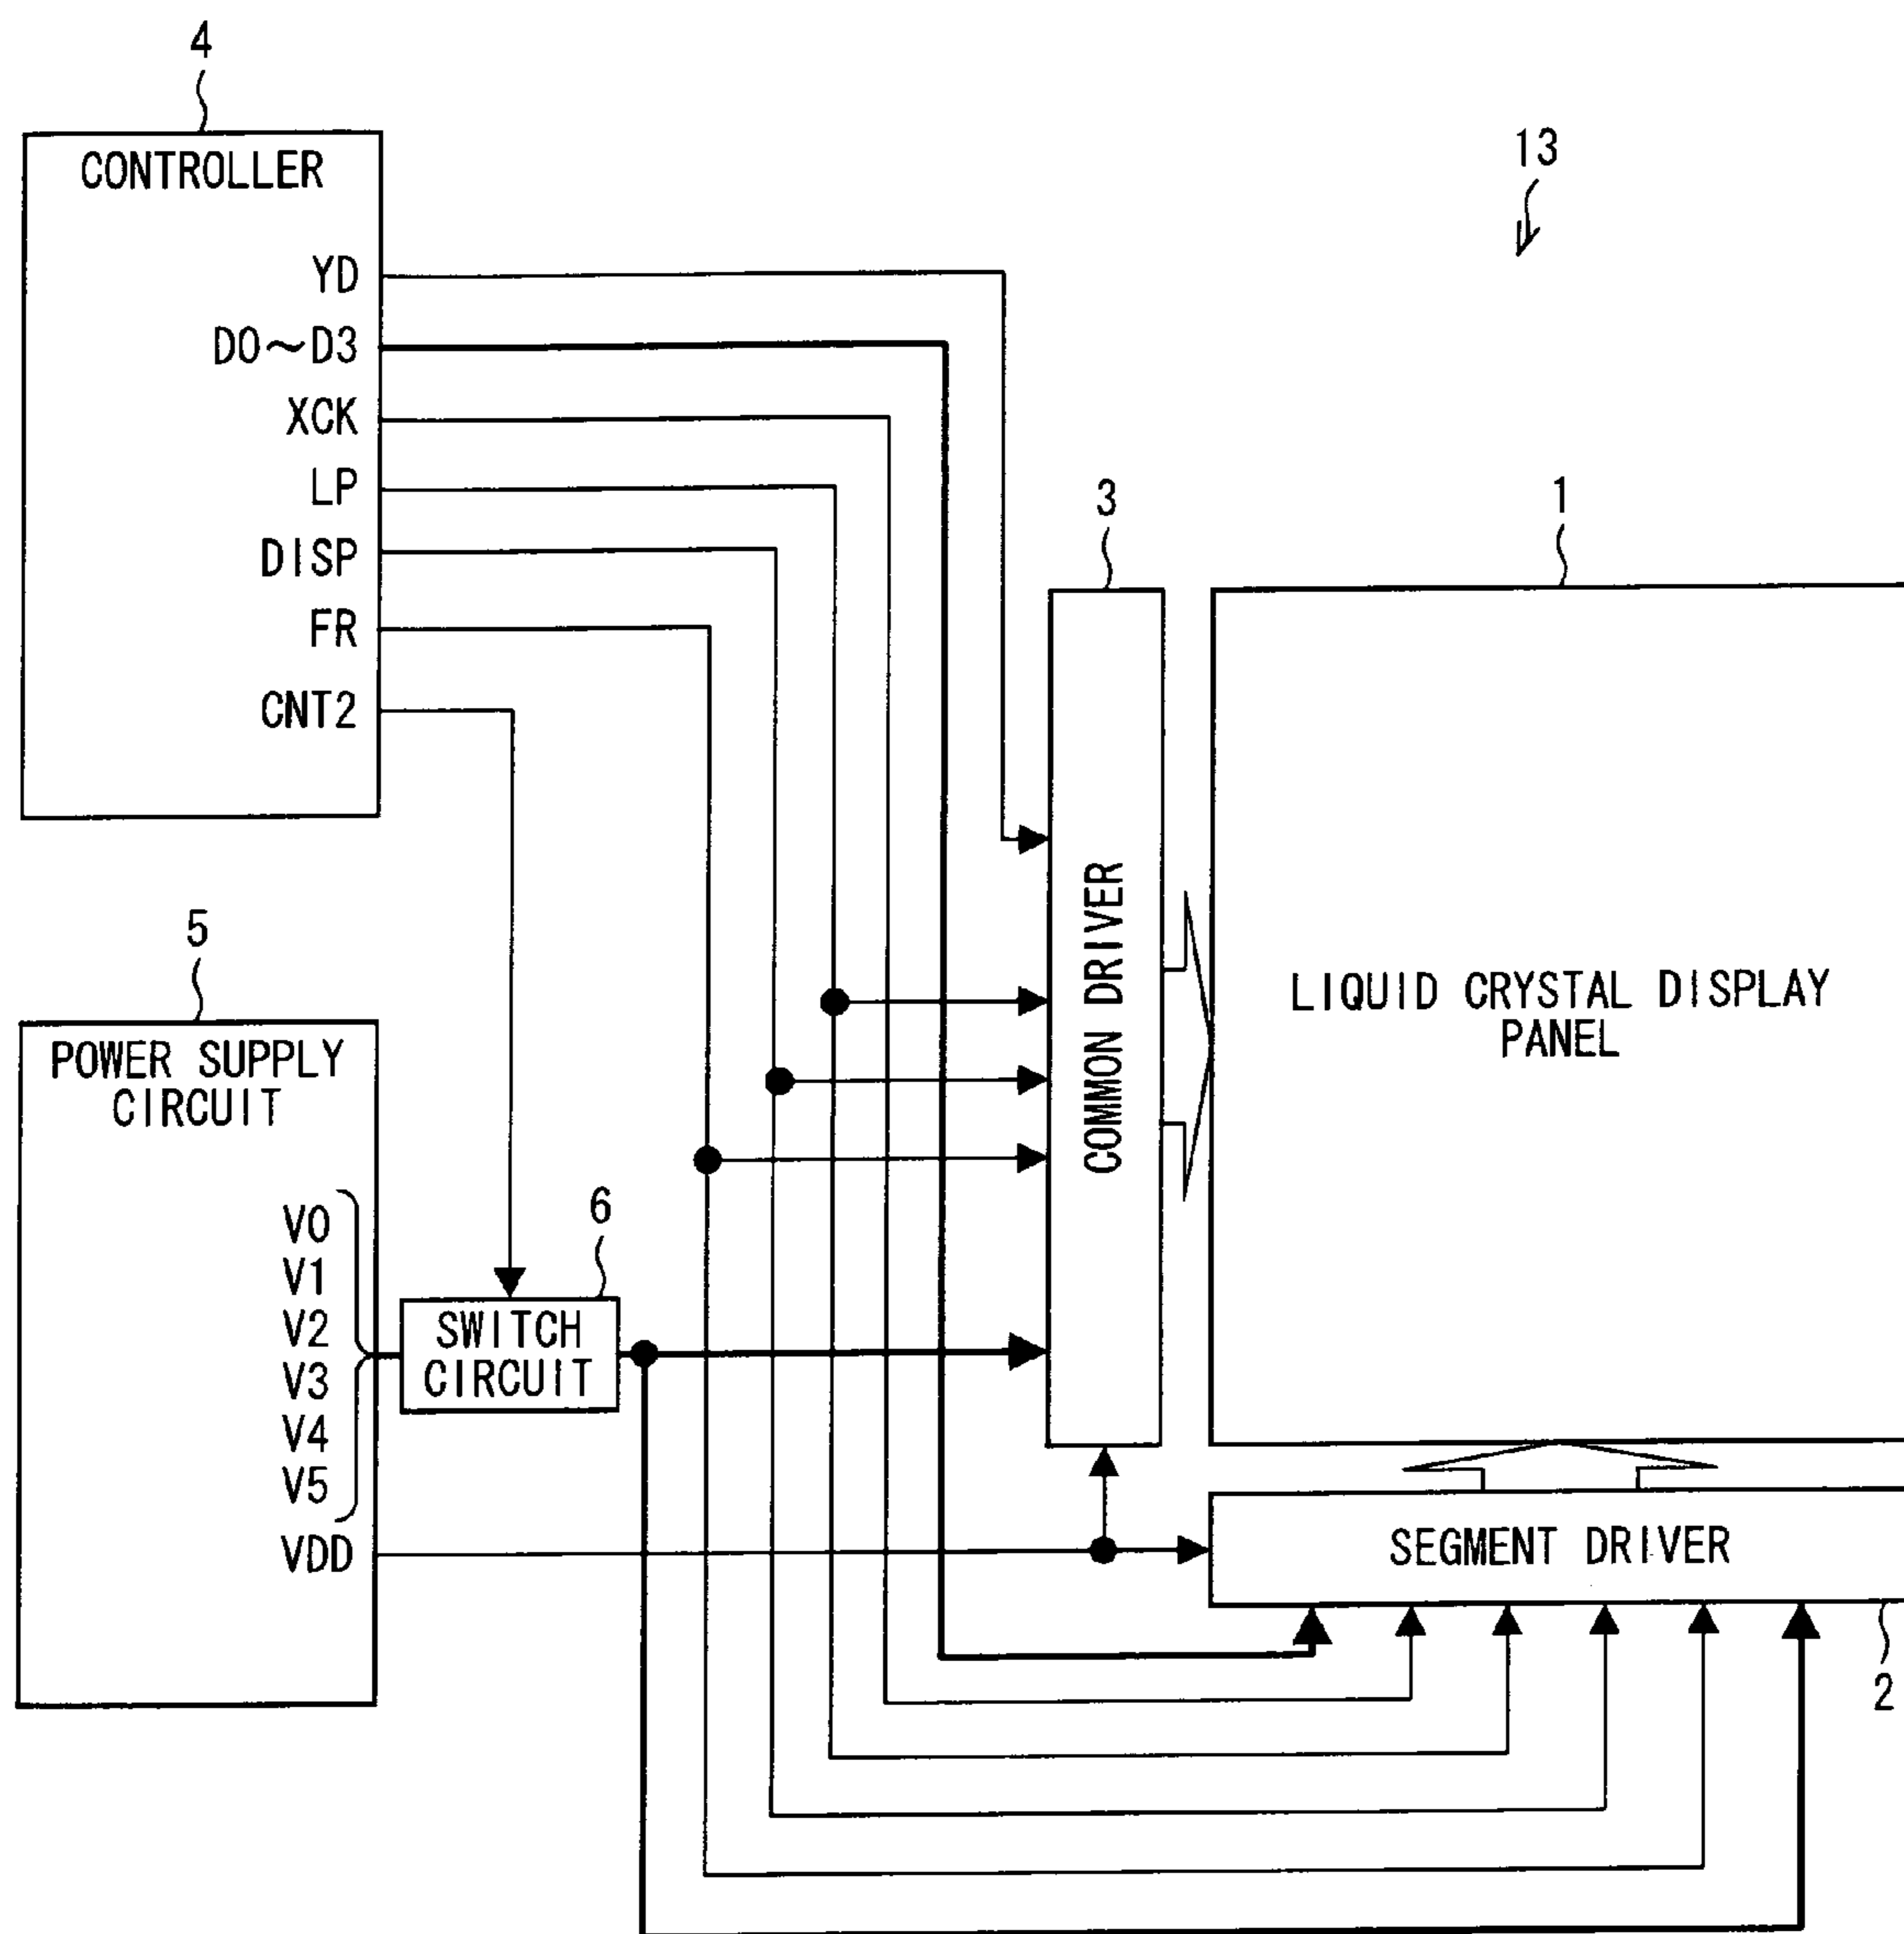 4
CONTROLLER
13
YD
D0~D3
XCK
LP
DISP
FR
CNT2
3
1
COMMON DRIVER
LIQUID CRYSTAL DISPLAY
PANEL
5
POWER SUPPLY
CIRCUIT
V0
V1
V2
V3
V4
V5
VDD
6
SWITCH
CIRCUIT
SEGMENT DRIVER
2